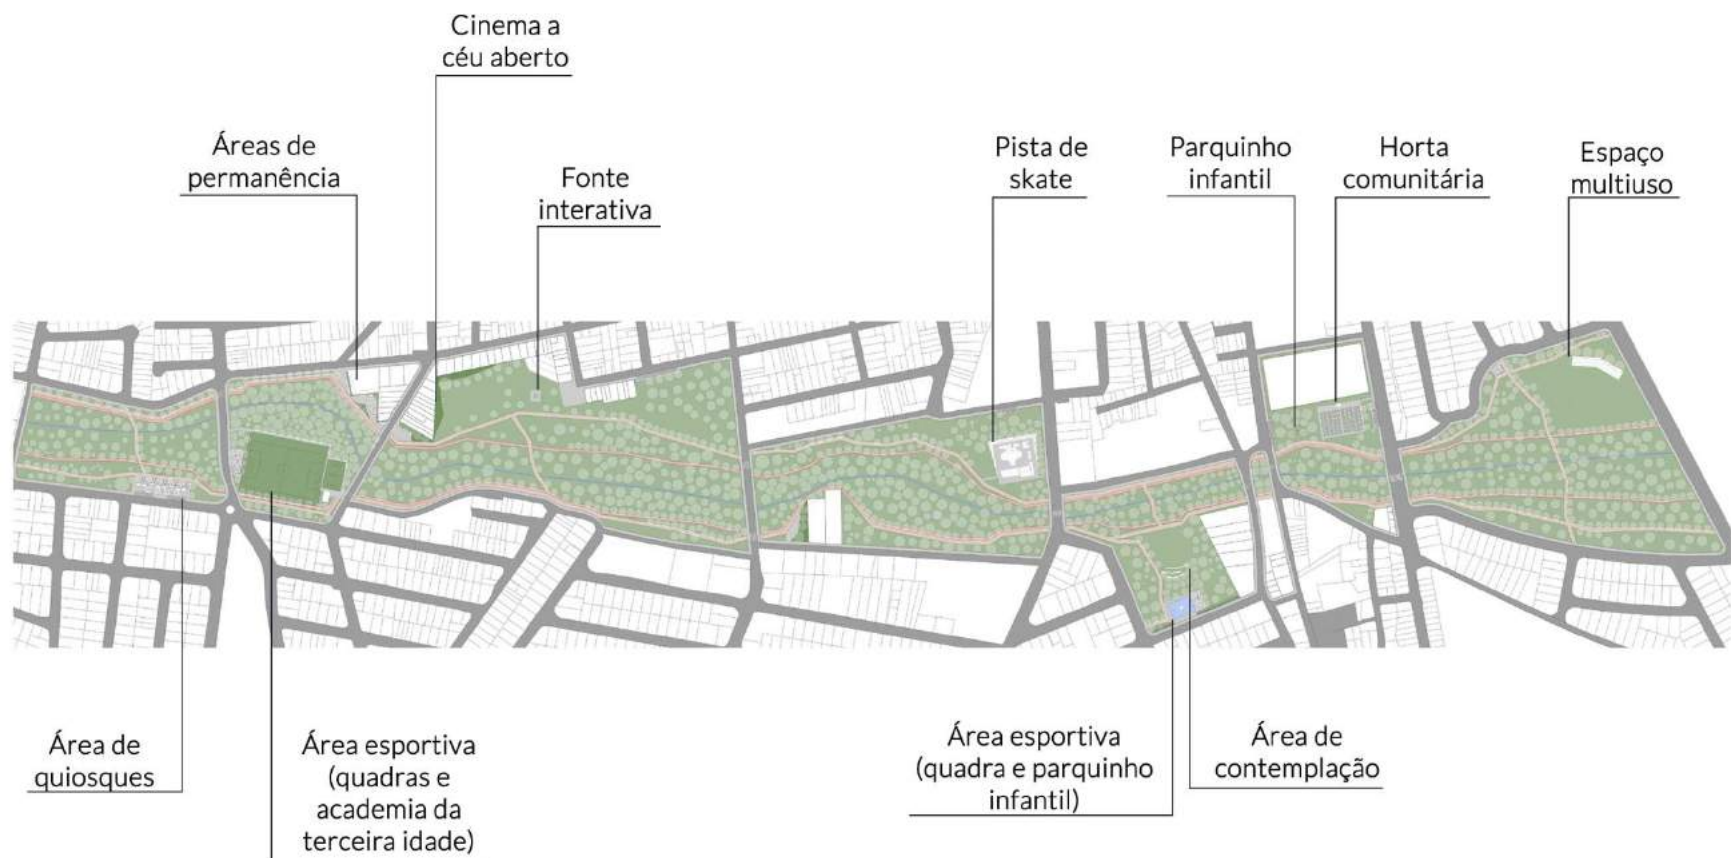 Cinema a
céu aberto
Áreas de
permanência
Fonte
interativa
Pista de
skate
Parquinho
infantil
Horta
comunitária
Espaço
multiuso
Área de
quiosques
Área esportiva
(quadras e
academia da
terceira idade)
Área esportiva
(quadra e parquinho
infantil)
Área de
contemplação